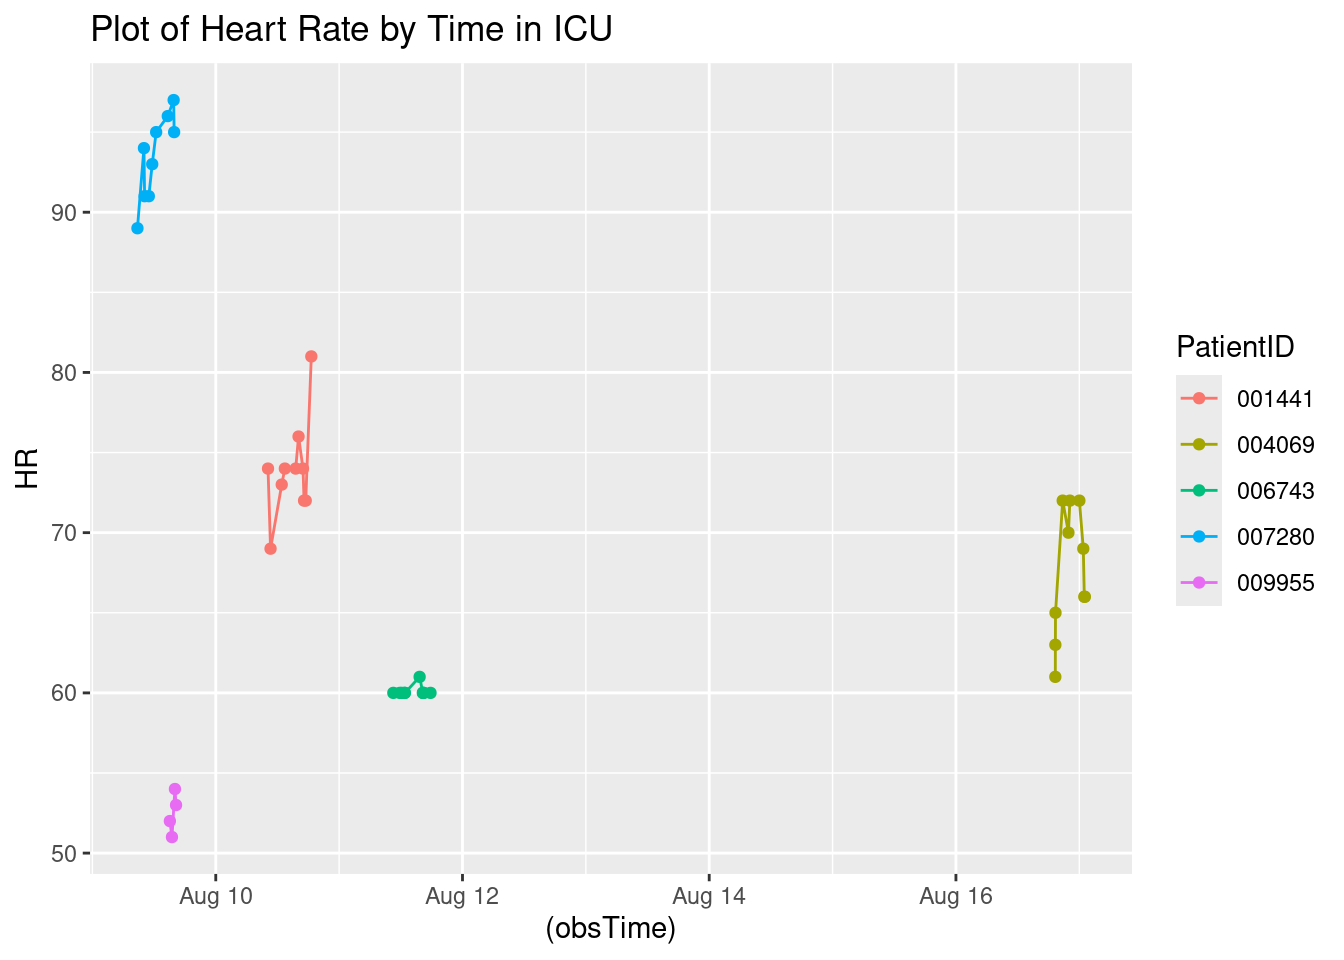 Plot of Heart Rate by Time in ICU
HR
90
80
70
60
50
Aug 10 Aug 12 Aug 14 Aug 16
(obsTime)
PatientID
001441
004069
006743
007280
009955